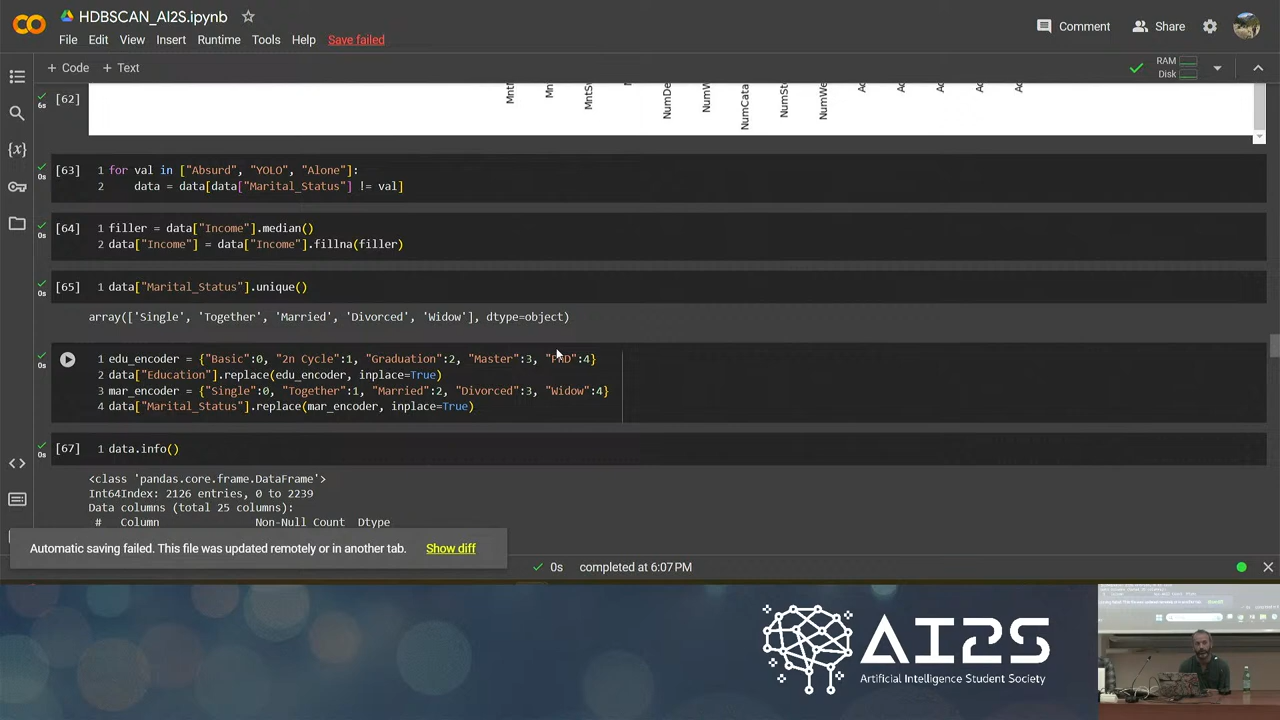 HDBSCAN_AI2S.ipynb
File Edit View Insert Runtime Tools Help Save failed
Comment Share
+ Code + Text
RAM
Disk
6s
[62]
NumDe
NumW
NumCata
NumSt
NumWe
0s
[63]
1 for val in ["Absurd", "YOLO", "Alone"]:
2 data = data[data["Marital_Status"] != val]
0s
[64]
1 filler = data["Income"].median()
2 data["Income"] = data["Income"].fillna(filler)
0s
[65]
1 data["Marital_Status"].unique()
array(['Single', 'Together', 'Married', 'Divorced', 'Widow'], dtype=object)
0s
1 edu_encoder = {"Basic":0, "2n Cycle":1, "Graduation":2, "Master":3, "PhD":4}
2 data["Education"].replace(edu_encoder, inplace=True)
3 mar_encoder = {"Single":0, "Together":1, "Married":2, "Divorced":3, "Widow":4}
4 data["Marital_Status"].replace(mar_encoder, inplace=True)
0s
[67]
1 data.info()
<class 'pandas.core.frame.DataFrame'>
Int64Index: 2126 entries, 0 to 2239
Data columns (total 25 columns):
# Column Non-Null Count Dtype
Automatic saving failed. This file was updated remotely or in another tab. Show diff
0s completed at 6:07 PM
AI2S
Artificial Intelligence Student Society